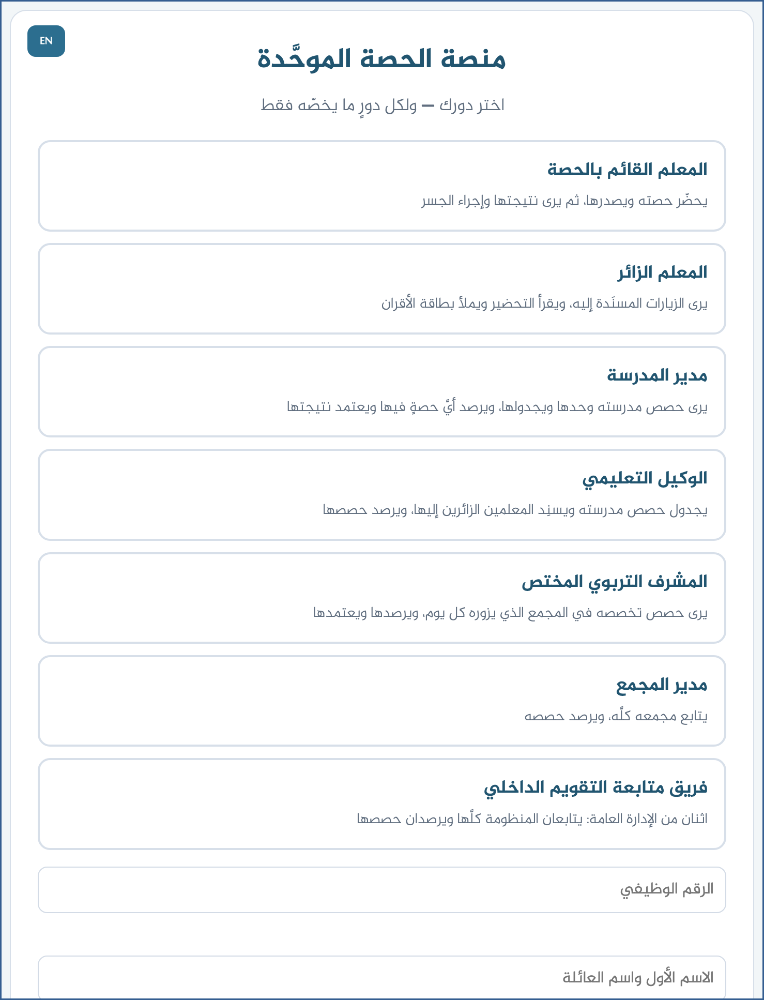 EN
منصة الحصة الموحَّدة
اختر دورك — ولكل دورٍ ما يخصّه فقط
المعلم القائم بالحصة
يحضّر حصته ويصدرها، ثم يرى نتيجتها وإجراء الجسر
المعلم الزائر
يرى الزيارات المسنَدة إليه، ويقرأ التحضير ويملأ بطاقة الأقران
مدير المدرسة
يرى حصص مدرسته وحدها ويجدولها، ويرصد أيَّ حصةٍ فيها ويعتمد نتيجتها
الوكيل التعليمي
يجدول حصص مدرسته ويسنِد المعلمين الزائرين إليها، ويرصد حصصها
المشرف التربوي المختص
يرى حصص تخصصه في المجمع الذي يزوره كل يوم، ويرصدها ويعتمدها
مدير المجمع
يتابع مجمعه كلَّه، ويرصد حصصه
فريق متابعة التقويم الداخلي
اثنان من الإدارة العامة: يتابعان المنظومة كلَّها ويرصدان حصصها
الرقم الوظيفي
الاسم الأول واسم العائلة